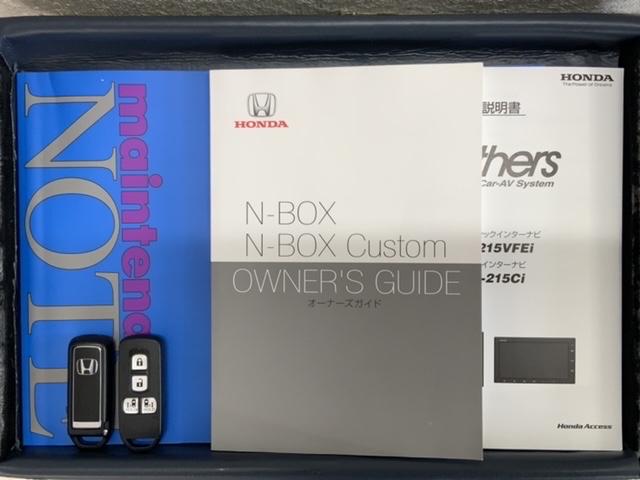 maintena
NOTE
HONDA
N-BOX
N-BOX Custom
OWNER'S GUIDE
オーナーズガイド
HONDA
The Power of Dreams
説明書
thers
Car-AV System
ックインターナビ
215VFEi
インターナビ
-215Ci
Honda Access